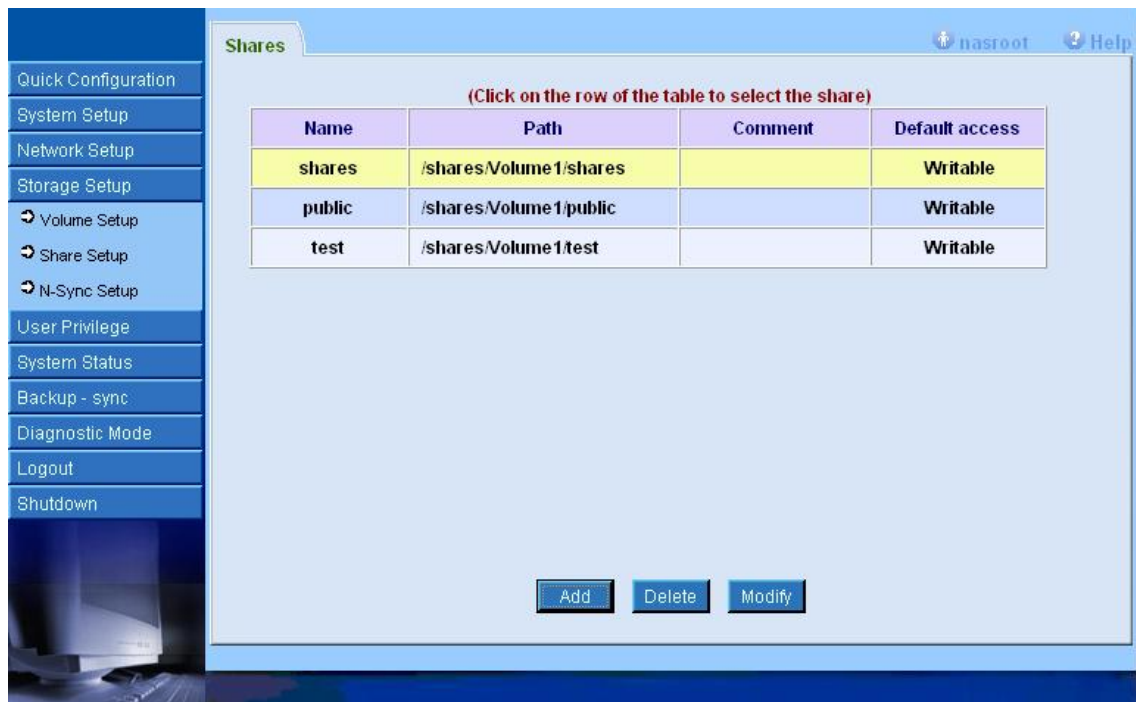 Shares
nasroot
Help
Quick Configuration
System Setup
Network Setup
Storage Setup
Volume Setup
Share Setup
N-Sync Setup
User Privilege
System Status
Backup - sync
Diagnostic Mode
Logout
Shutdown
(Click on the row of the table to select the share)
Name Path Comment Default access
shares /shares/Volume1/shares Writable
public /shares/Volume1/public Writable
test /shares/Volume1/test Writable
Add Delete Modify